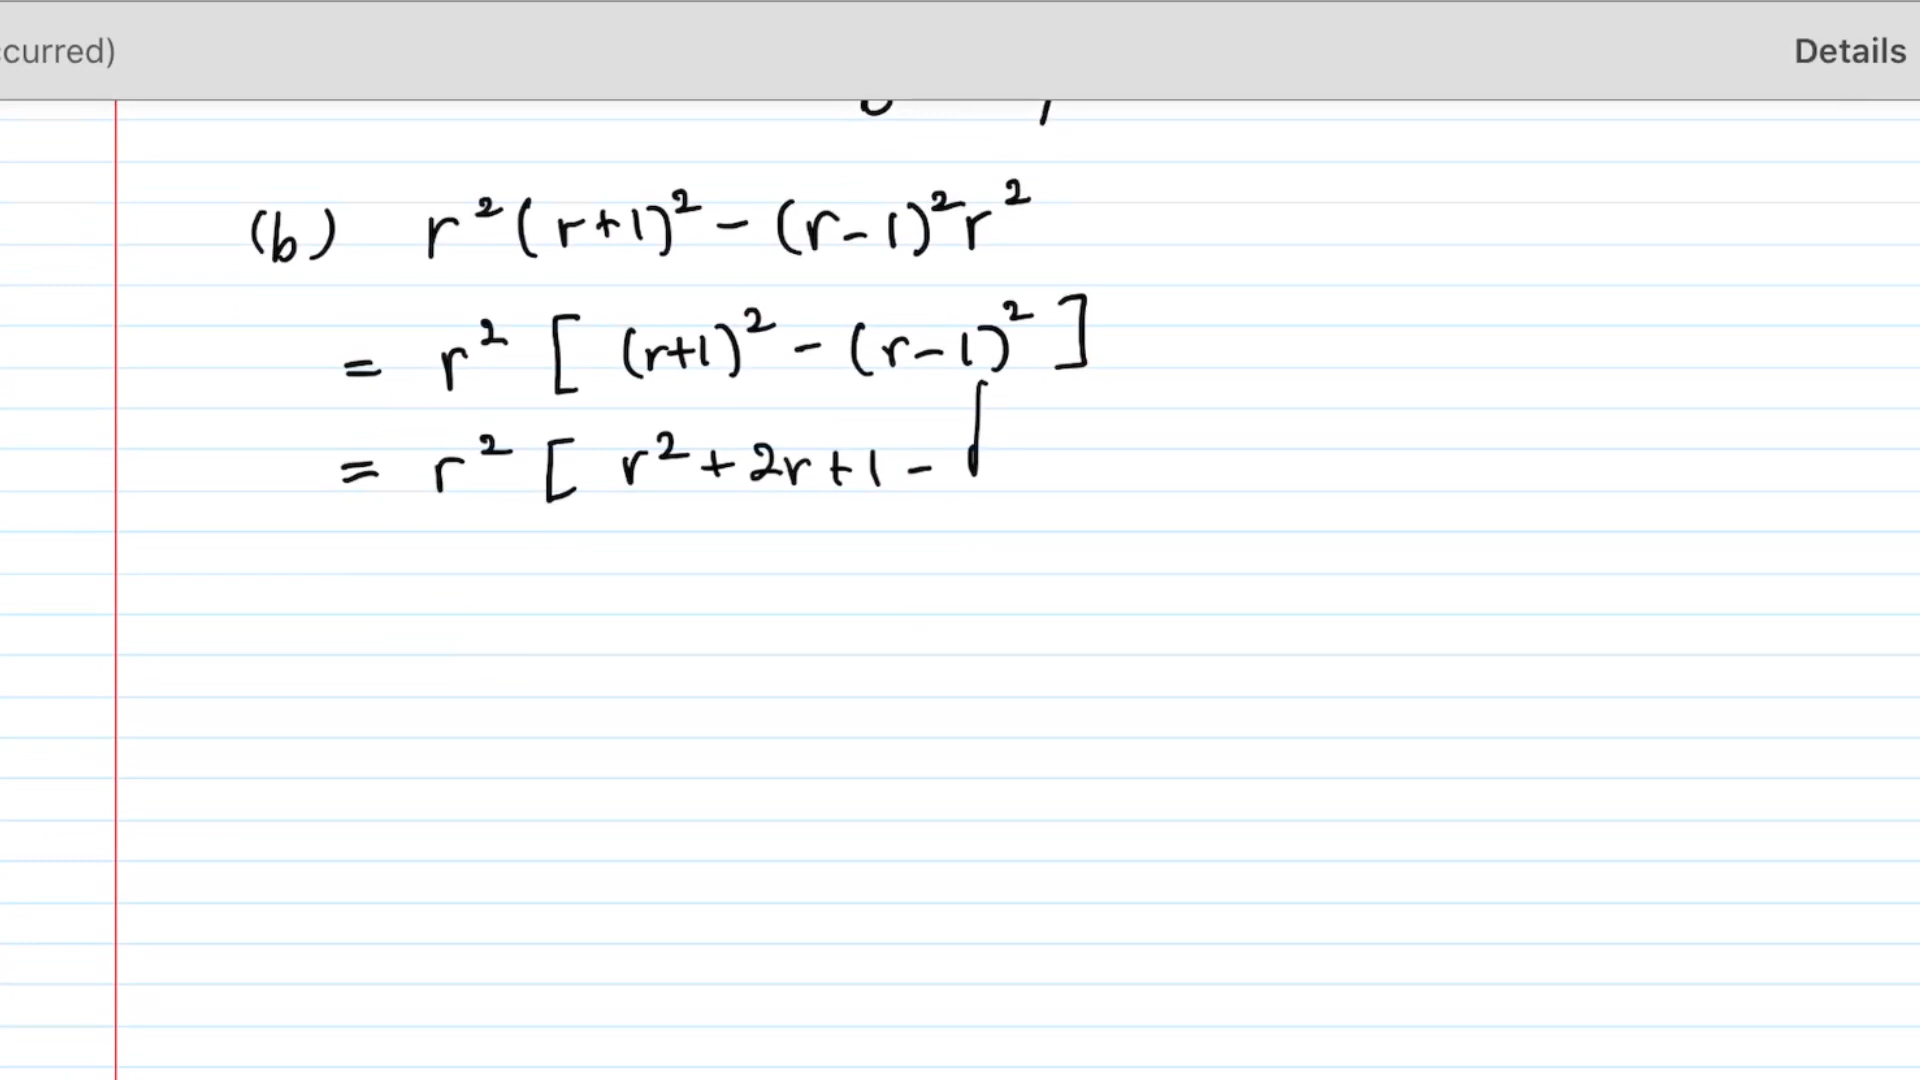 curred)
Details
(b) r²(r+1)² - (r-1)²r²
= r² [ (r+1)² - (r-1)² ]
= r² [ r² + 2r + 1 -